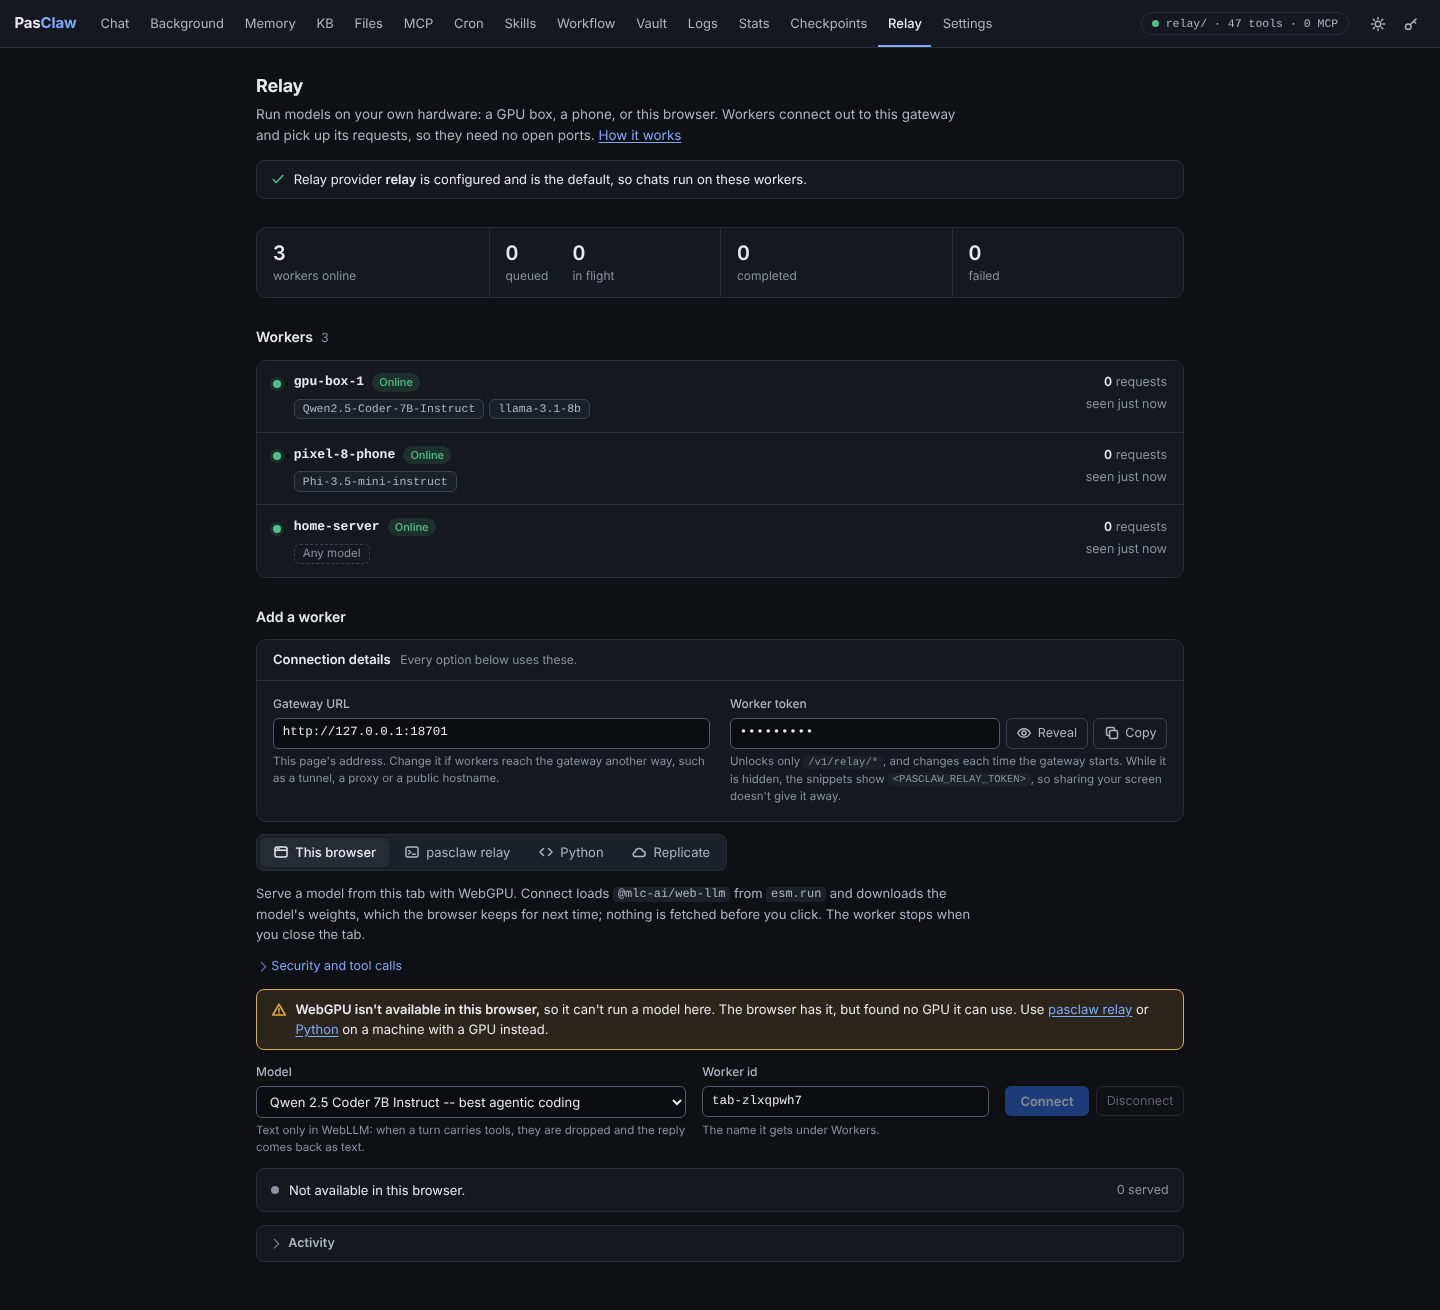 PasClaw Chat Background Memory KB Files MCP Cron Skills Workflow Vault Logs Stats Checkpoints Relay Settings relay/ · 47 tools · 0 MCP
Relay
Run models on your own hardware: a GPU box, a phone, or this browser. Workers connect out to this gateway
and pick up its requests, so they need no open ports. How it works
Relay provider relay is configured and is the default, so chats run on these workers.
3 0 0 0 0
workers online queued in flight completed failed
Workers 3
gpu-box-1 Online 0 requests
Qwen2.5-Coder-7B-Instruct llama-3.1-8b seen just now
pixel-8-phone Online 0 requests
Phi-3.5-mini-instruct seen just now
home-server Online 0 requests
Any model seen just now
Add a worker
Connection details Every option below uses these.
Gateway URL
http://127.0.0.1:18701
This page's address. Change it if workers reach the gateway another way, such
as a tunnel, a proxy or a public hostname.
Worker token
••••••••• Reveal Copy
Unlocks only /v1/relay/* , and changes each time the gateway starts. While it
is hidden, the snippets show <PASCLAW_RELAY_TOKEN> , so sharing your screen
doesn't give it away.
This browser pasclaw relay Python Replicate
Serve a model from this tab with WebGPU. Connect loads @mlc-ai/web-llm from esm.run and downloads the
model's weights, which the browser keeps for next time; nothing is fetched before you click. The worker stops when
you close the tab.
Security and tool calls
WebGPU isn't available in this browser, so it can't run a model here. The browser has it, but found no GPU it can use. Use pasclaw relay or
Python on a machine with a GPU instead.
Model
Qwen 2.5 Coder 7B Instruct -- best agentic coding
Text only in WebLLM: when a turn carries tools, they are dropped and the reply
comes back as text.
Worker id
tab-zlxqpwh7
The name it gets under Workers.
Connect Disconnect
Not available in this browser. 0 served
Activity